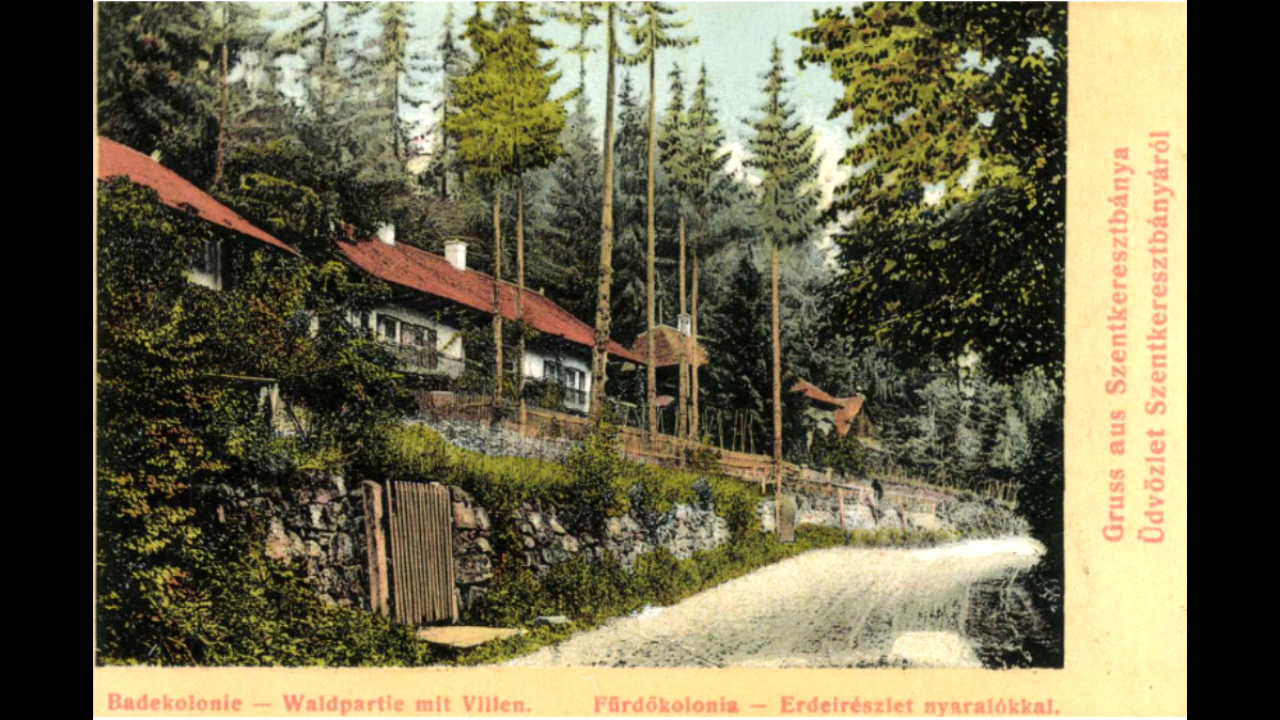 Gruss aus Szentkeresztbánya
Üdvözlet Szentkeresztbányáról
Badekolonie — Waldpartie mit Villen.
Fürdőkolonia — Erdeirészlet nyaralókkal.